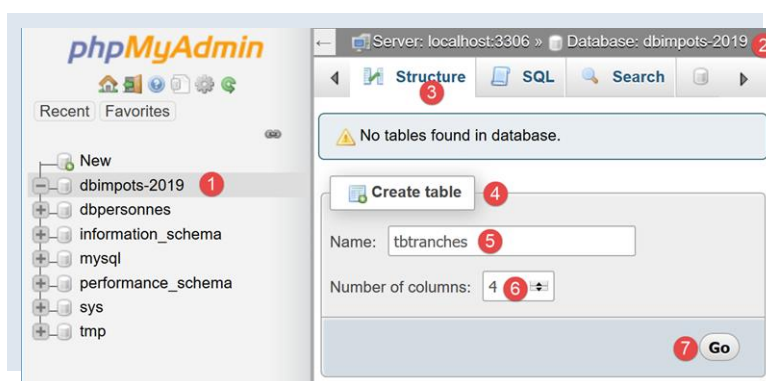 phpMyAdmin
Recent Favorites
New
dbimpots-2019 1
dbpersonnes
information_schema
mysql
performance_schema
sys
tmp
Server: localhost:3306 » Database: dbimpots-2019 2
Structure SQL Search
3
No tables found in database.
Create table 4
Name: tbtranches 5
Number of columns: 4 6
7 Go